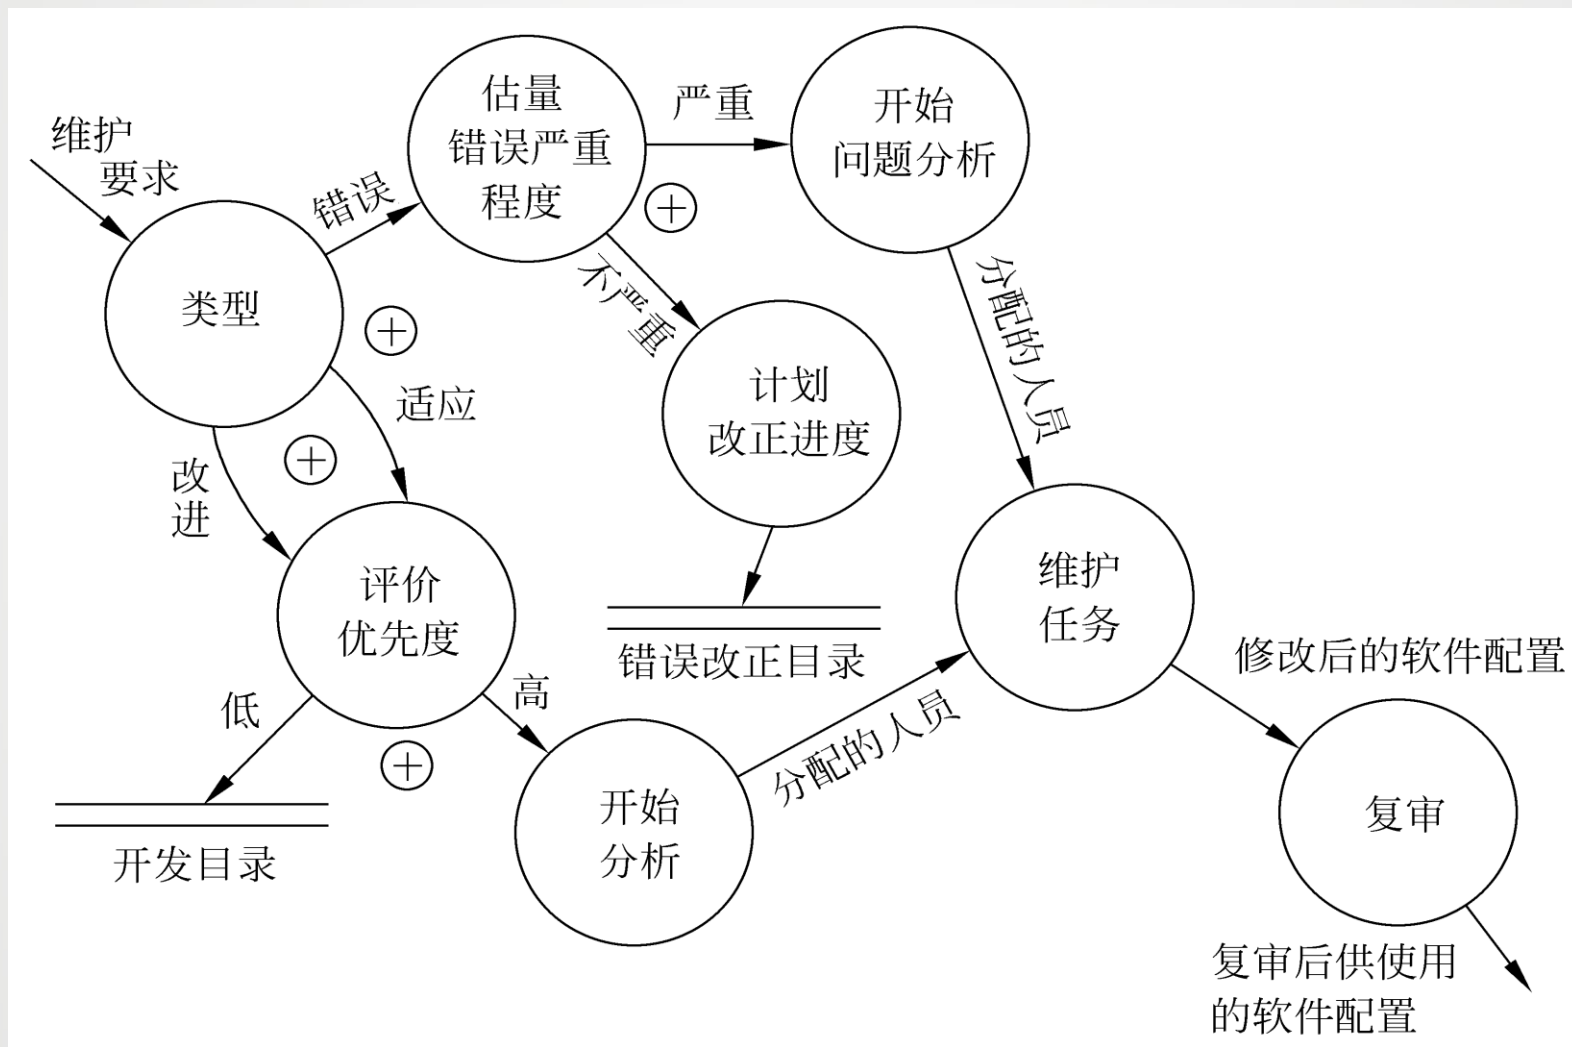 维护
要求
类型
错误
估量
错误严重
程度
严重
开始
问题分析
不严重
计划
改正进度
错误改正目录
适应
改
进
评价
优先度
低
开发目录
高
开始
分析
分配的人员
分配的人员
维护
任务
修改后的软件配置
复审
复审后供使用
的软件配置